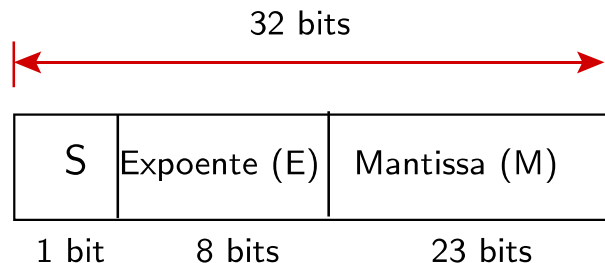 32 bits
S Expoente (E) Mantissa (M)
1 bit 8 bits 23 bits